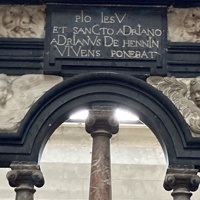 PIO IESV
ET SANCTO ADRIANO
ADRIANVS DE HENNIN
VIVENS PONEBAT